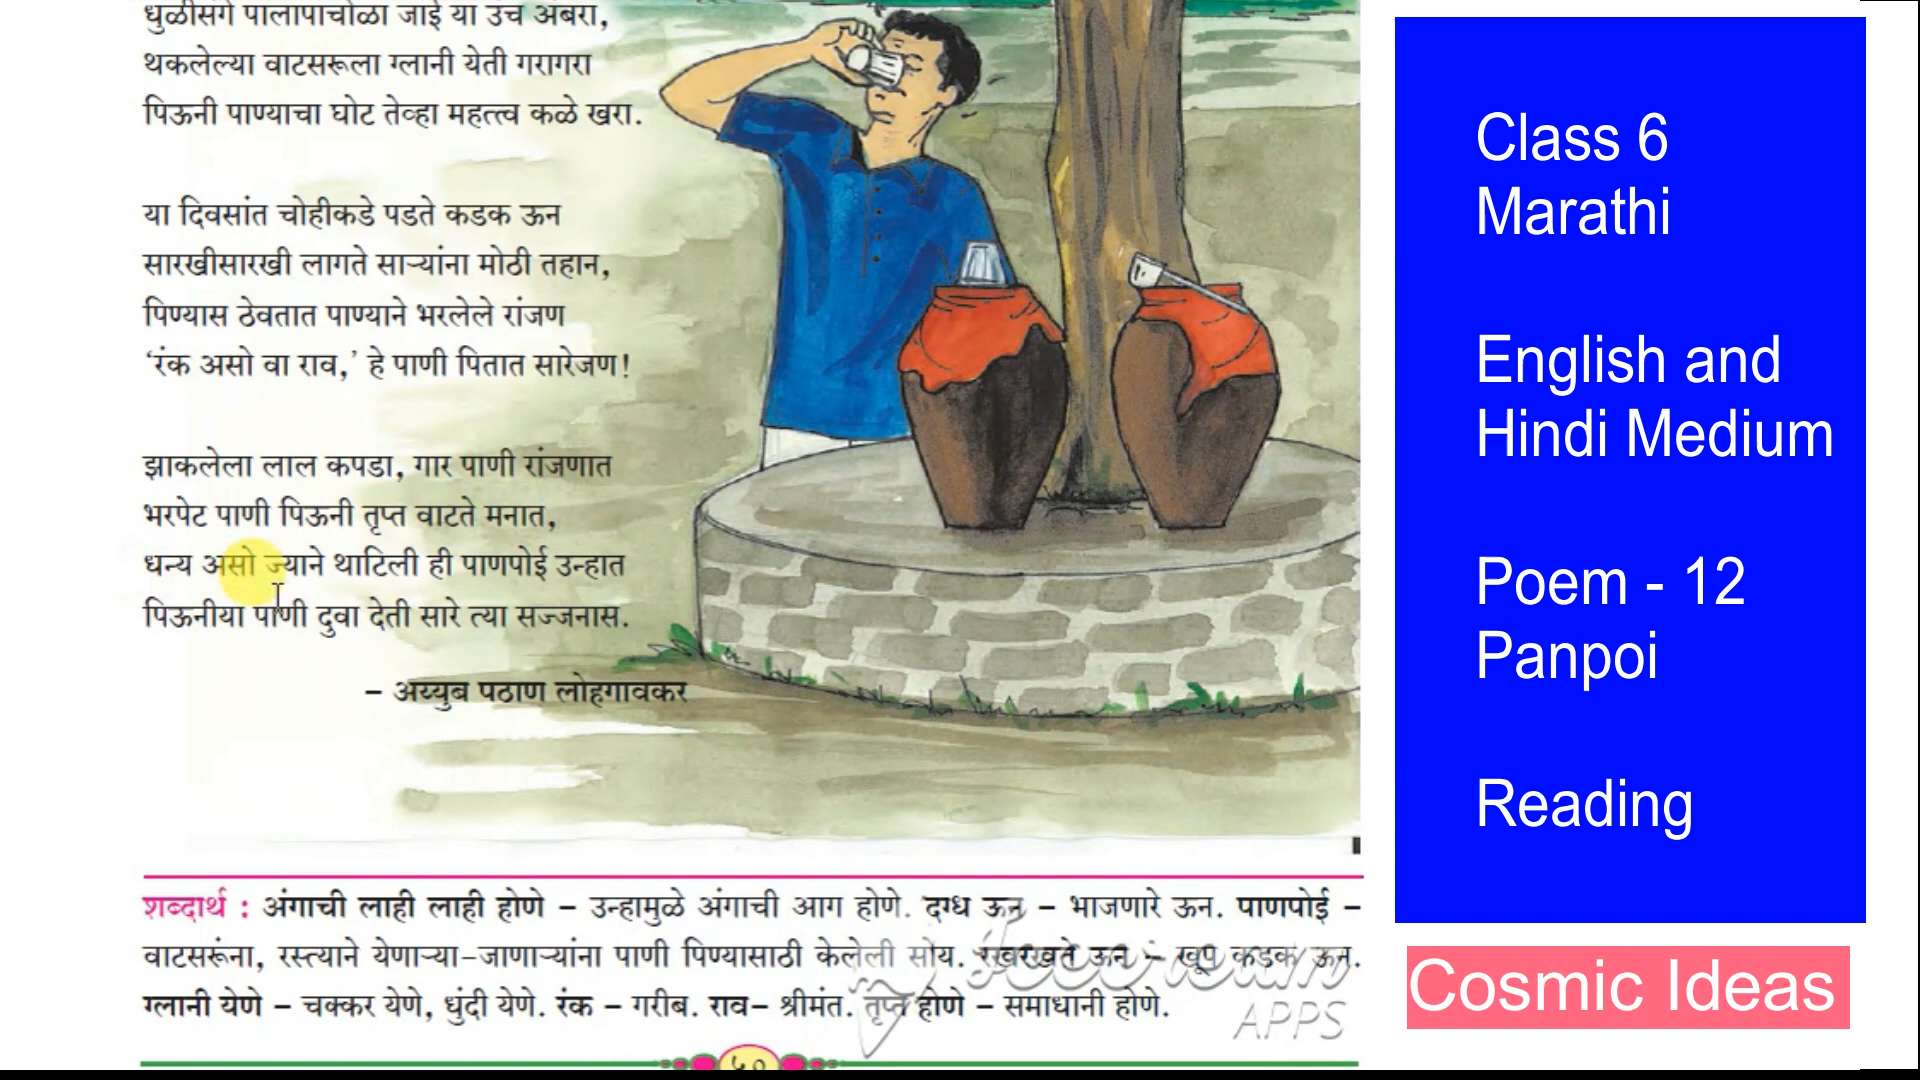 धुळीसंगे पालापाचोळा जाई या उंच अंबरा,
थकलेल्या वाटसरूला ग्लानी येती गरागरा
पिऊनी पाण्याचा घोट तेव्हा महत्त्व कळे खरा.
या दिवसांत चोहीकडे पडते कडक ऊन
सारखीसारखी लागते साऱ्यांना मोठी तहान,
पिण्यास ठेवतात पाण्याने भरलेले रांजण
‘रंक असो वा राव,’ हे पाणी पितात सारेजण!
झाकलेला लाल कपडा, गार पाणी रांजणात
भरपेट पाणी पिऊनी तृप्त वाटते मनात,
धन्य असो ज्याने थाटिली ही पाणपोई उन्हात
पिऊनीया पाणी दुवा देती सारे त्या सज्जनास.
– अय्युब पठाण लोहगावकर
शब्दार्थ : अंगाची लाही लाही होणे – उन्हामुळे अंगाची आग होणे. दग्ध ऊन – भाजणारे ऊन. पाणपोई –
वाटसरूंना, रस्त्याने येणाऱ्या-जाणाऱ्यांना पाणी पिण्यासाठी केलेली सोय. रखरखते ऊन – खूप कडक ऊन.
ग्लानी येणे – चक्कर येणे, धुंदी येणे. रंक – गरीब. राव– श्रीमंत. तृप्त होणे – समाधानी होणे.
APPS
Class 6
Marathi
English and
Hindi Medium
Poem - 12
Panpoi
Reading
Cosmic Ideas